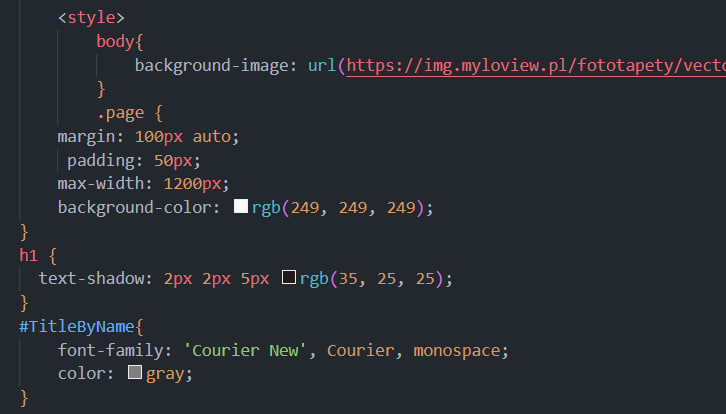 <style>
body{
background-image: url(https://img.myloview.pl/fototapety/vecto
}
.page {
margin: 100px auto;
padding: 50px;
max-width: 1200px;
background-color: rgb(249, 249, 249);
}
h1 {
text-shadow: 2px 2px 5px rgb(35, 25, 25);
}
#TitleByName{
font-family: 'Courier New', Courier, monospace;
color: gray;
}